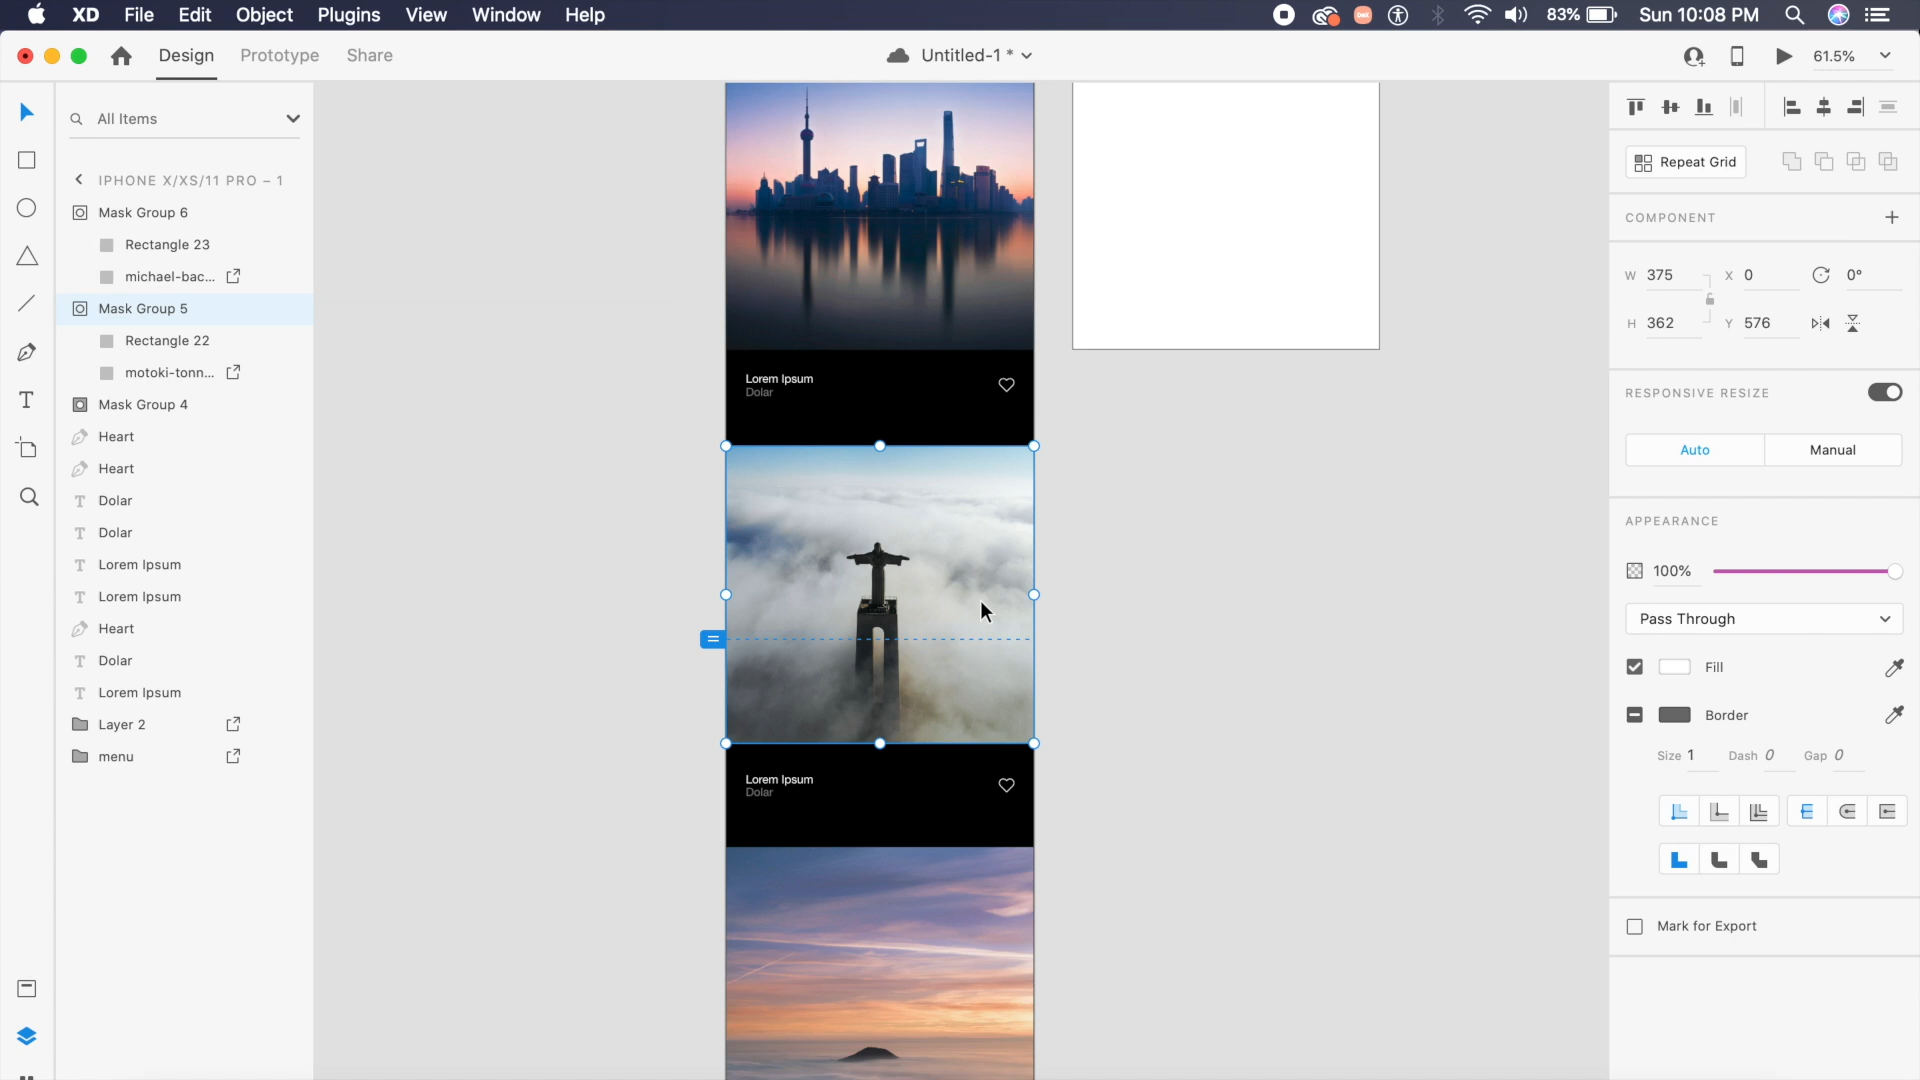 XD File Edit Object Plugins View Window Help
83% Sun 10:08 PM
Design Prototype Share
Untitled-1 *
61.5%
All Items
IPHONE X/XS/11 PRO – 1
Mask Group 6
Rectangle 23
michael-bac...
Mask Group 5
Rectangle 22
motoki-tonn...
Mask Group 4
Heart
Heart
Dolar
Dolar
Lorem Ipsum
Lorem Ipsum
Heart
Dolar
Lorem Ipsum
Layer 2
menu
Lorem Ipsum
Dolar
Lorem Ipsum
Dolar
Repeat Grid
COMPONENT
W 375 X 0 0°
H 362 Y 576
RESPONSIVE RESIZE
Auto Manual
APPEARANCE
100%
Pass Through
Fill
Border
Size 1 Dash 0 Gap 0
Mark for Export